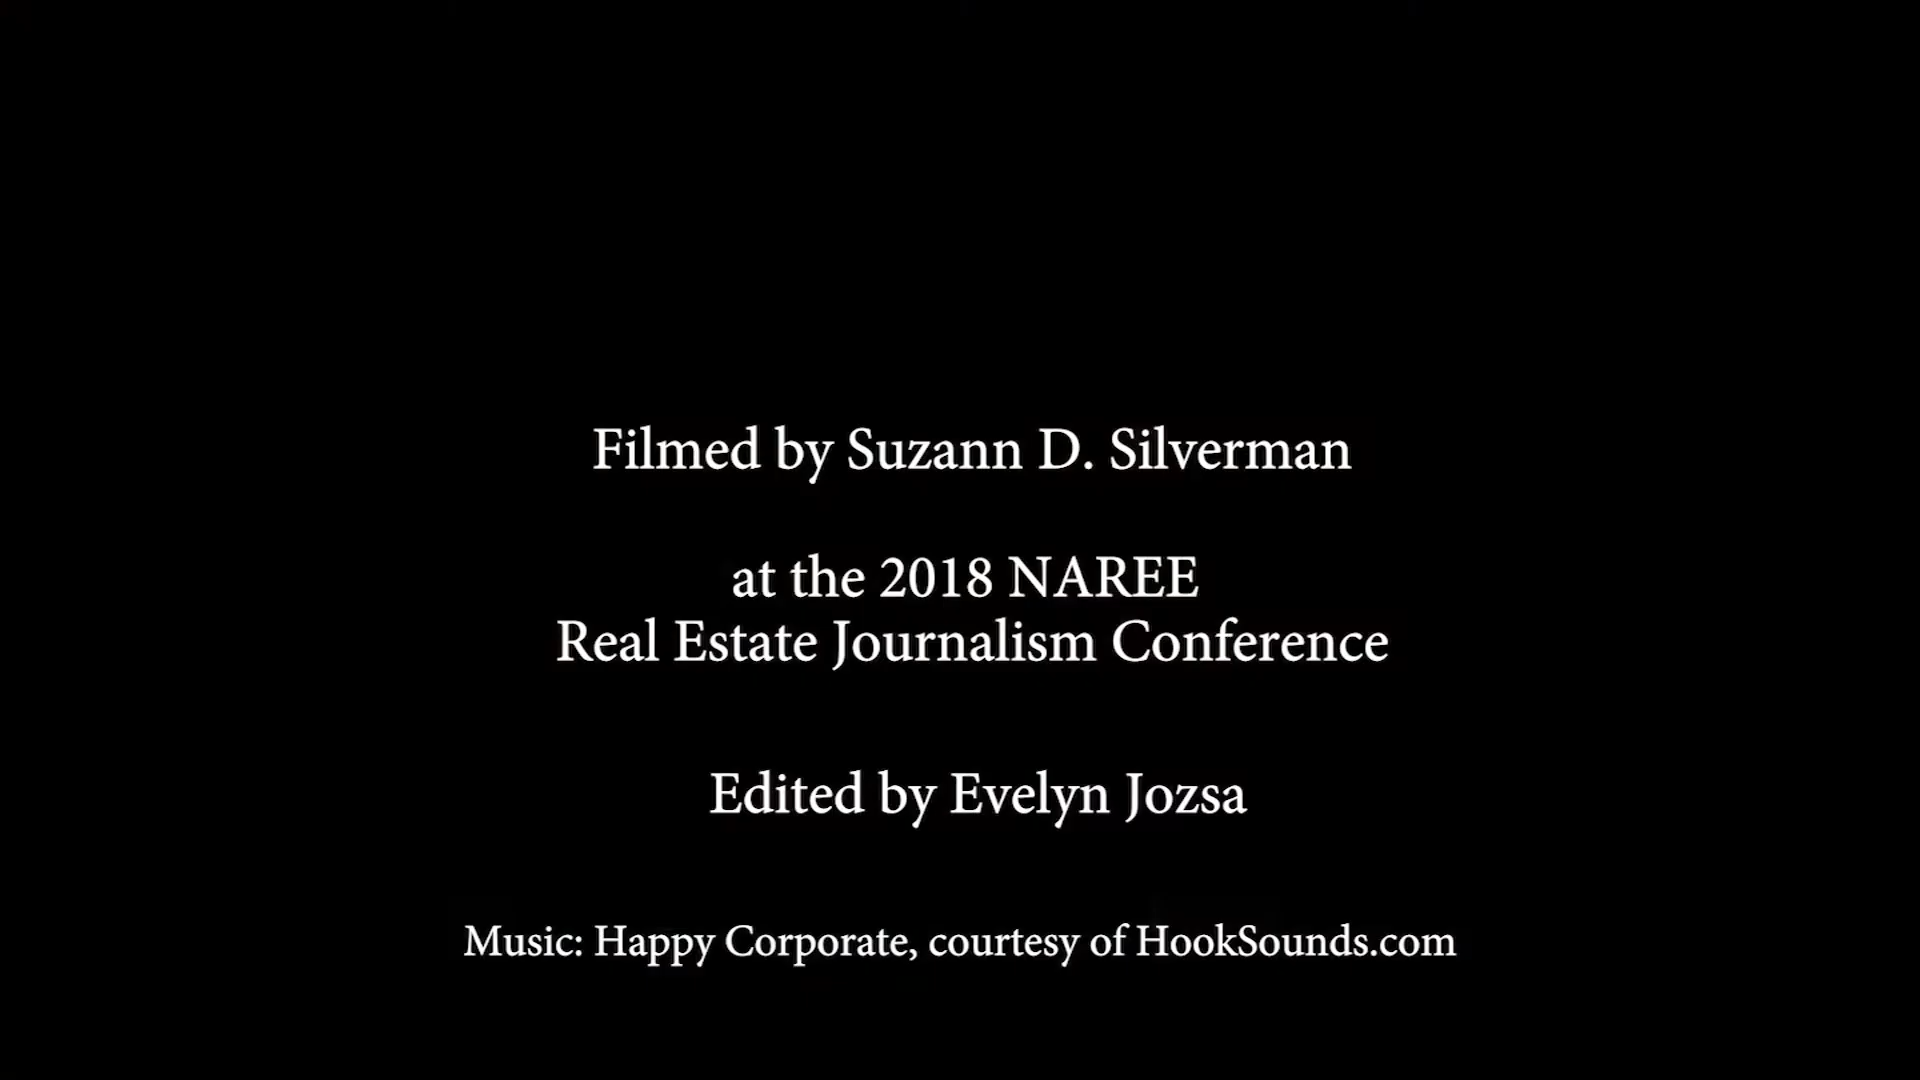 Filmed by Suzann D. Silverman
at the 2018 NAREE
Real Estate Journalism Conference
Edited by Evelyn Jozsa
Music: Happy Corporate, courtesy of HookSounds.com